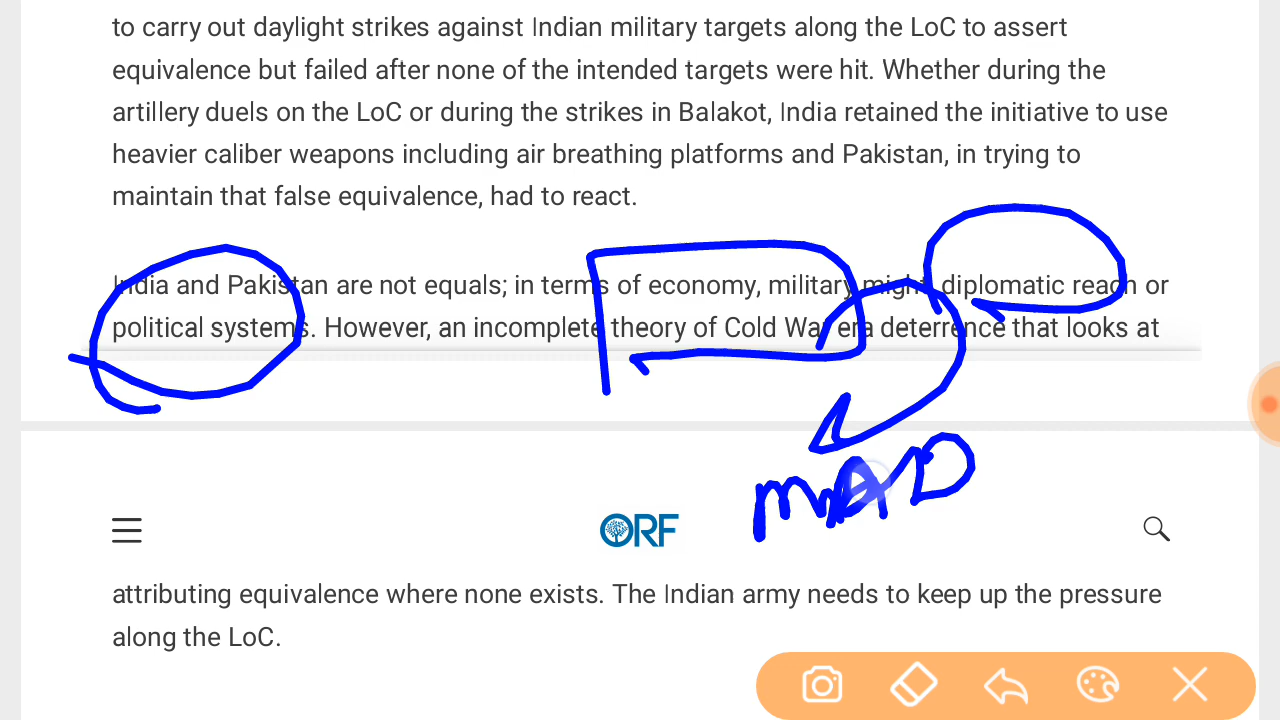 to carry out daylight strikes against Indian military targets along the LoC to assert
equivalence but failed after none of the intended targets were hit. Whether during the
artillery duels on the LoC or during the strikes in Balakot, India retained the initiative to use
heavier caliber weapons including air breathing platforms and Pakistan, in trying to
maintain that false equivalence, had to react.
India and Pakistan are not equals; in terms of economy, military might, diplomatic reach or
political systems. However, an incomplete theory of Cold War era deterrence that looks at
MAD
ORF
attributing equivalence where none exists. The Indian army needs to keep up the pressure
along the LoC.